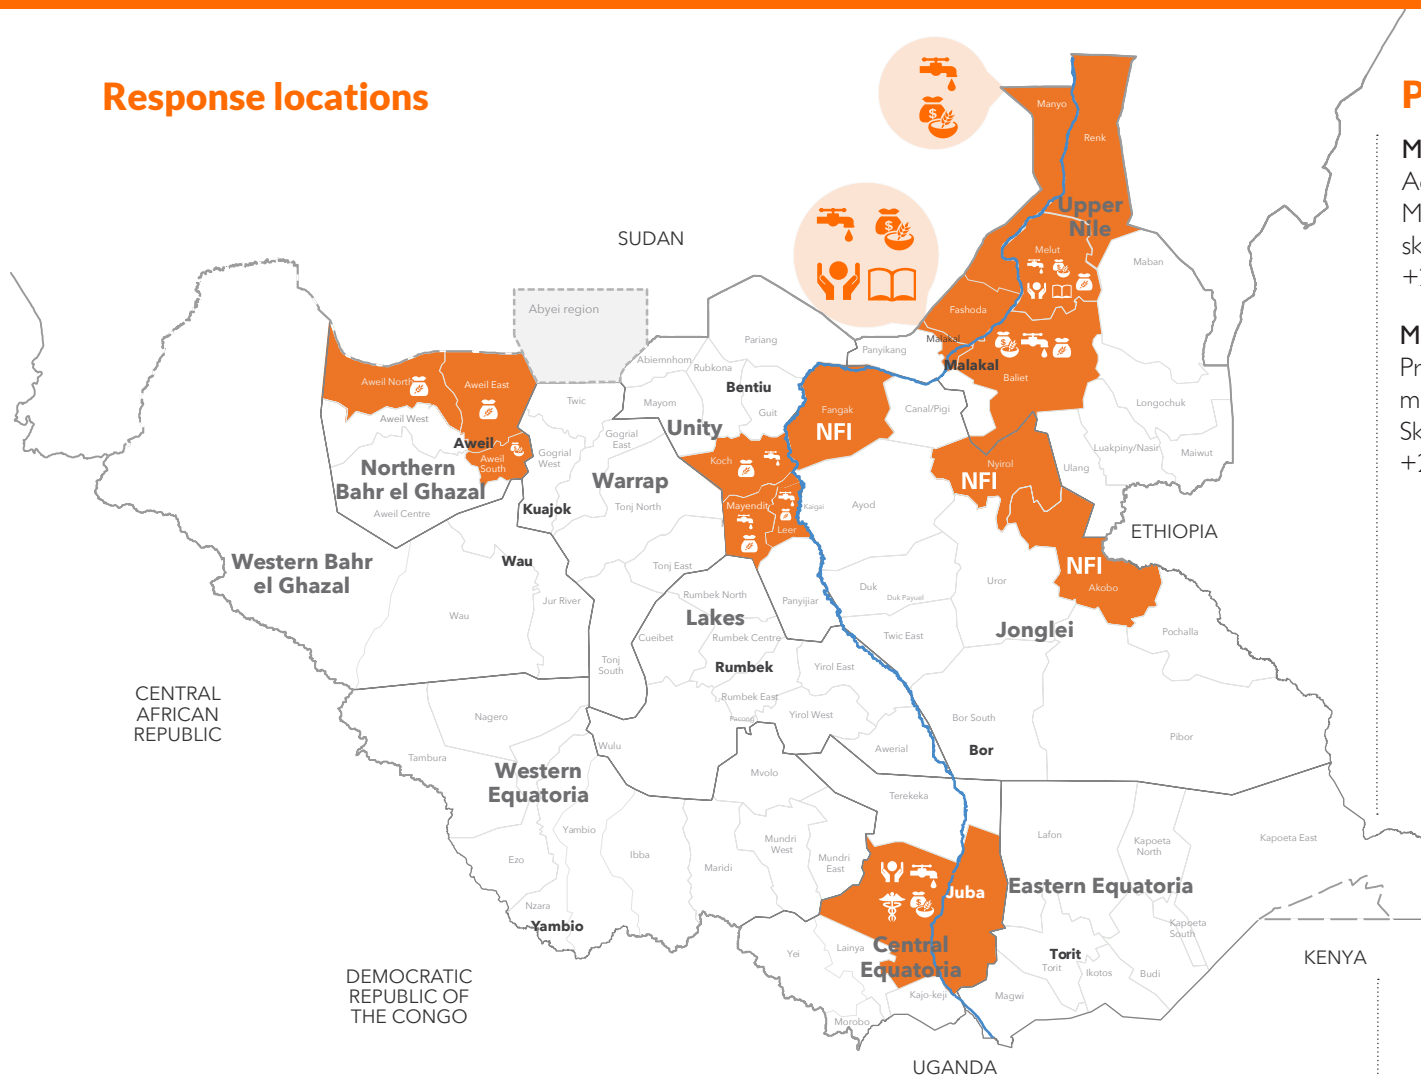 Response locations
P
M
Ac
M
sk
M
Pr
m
Sk
SUDAN
Manyo
Renk
Upper
Nile
Melut
Maban
Abyei region
Fashoda
Malakal
Malakal
Panyikang
Baliet
Pariang
Abiemnhom
Rubkona
Bentiu
Mayom
Guit
Unity
Fangak
NFI
Canal/Pigi
Longochuk
Luakpiny/Nasir
Maiwut
Ulang
Nyirol
NFI
Aweil North
Aweil East
Aweil West
Aweil
Aweil
South
Northern
Bahr el Ghazal
Aweil Centre
Twic
Gogrial
East
Gogrial
West
Warrap
Kuajok
Tonj North
Koch
Mayendit
Leer
Ayod
ETHIOPIA
NFI
Akobo
Western Bahr
el Ghazal
Wau
Wau
Jur River
Tonj East
Tonj
South
Rumbek North
Lakes
Cueibet
Rumbek Centre
Rumbek
Rumbek East
Panyijiar
Yirol East
Yirol West
Awerial
Duk
Duk Payuel
Twic East
Uror
Jonglei
Pochalla
Bor South
Bor
Pibor
CENTRAL
AFRICAN
REPUBLIC
Nagero
Tambura
Wulu
Western
Equatoria
Yambio
Ezo
Nzara
Yambio
Ibba
Maridi
Mvolo
Mundri
West
Mundri
East
Terekeka
Juba
Central
Equatoria
Yei
Lainya
Kajo-keji
Morobo
Lafon
Kapoeta
North
Kapoeta East
Eastern Equatoria
Kapoeta
South
Torit
Torit
Ikotos
Budi
Magwi
KENYA
DEMOCRATIC
REPUBLIC OF
THE CONGO
UGANDA